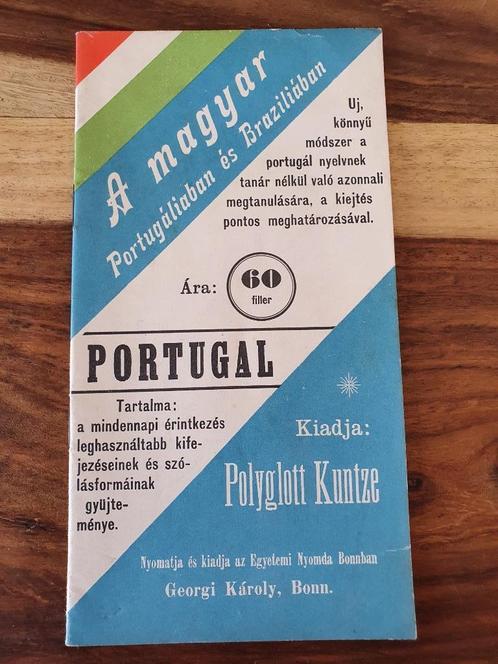 A magyar
Portugáliaban és Braziliában
Uj,
könnyű
módszer a
portugál nyelvnek
tanár nélkül való azonnali
megtanulására, a kiejtés
pontos meghatározásával.
Ára:
60
filler
PORTUGAL
Tartalma:
a mindennapi érintkezés
leghasználtabb kife-
jezéseinek és szó-
lásformáinak
gyüjte-
ménye.
Kiadja:
Polyglott Kuntze
Nyomatja és kiadja az Egyetemi Nyomda Bonnban
Georgi Károly, Bonn.